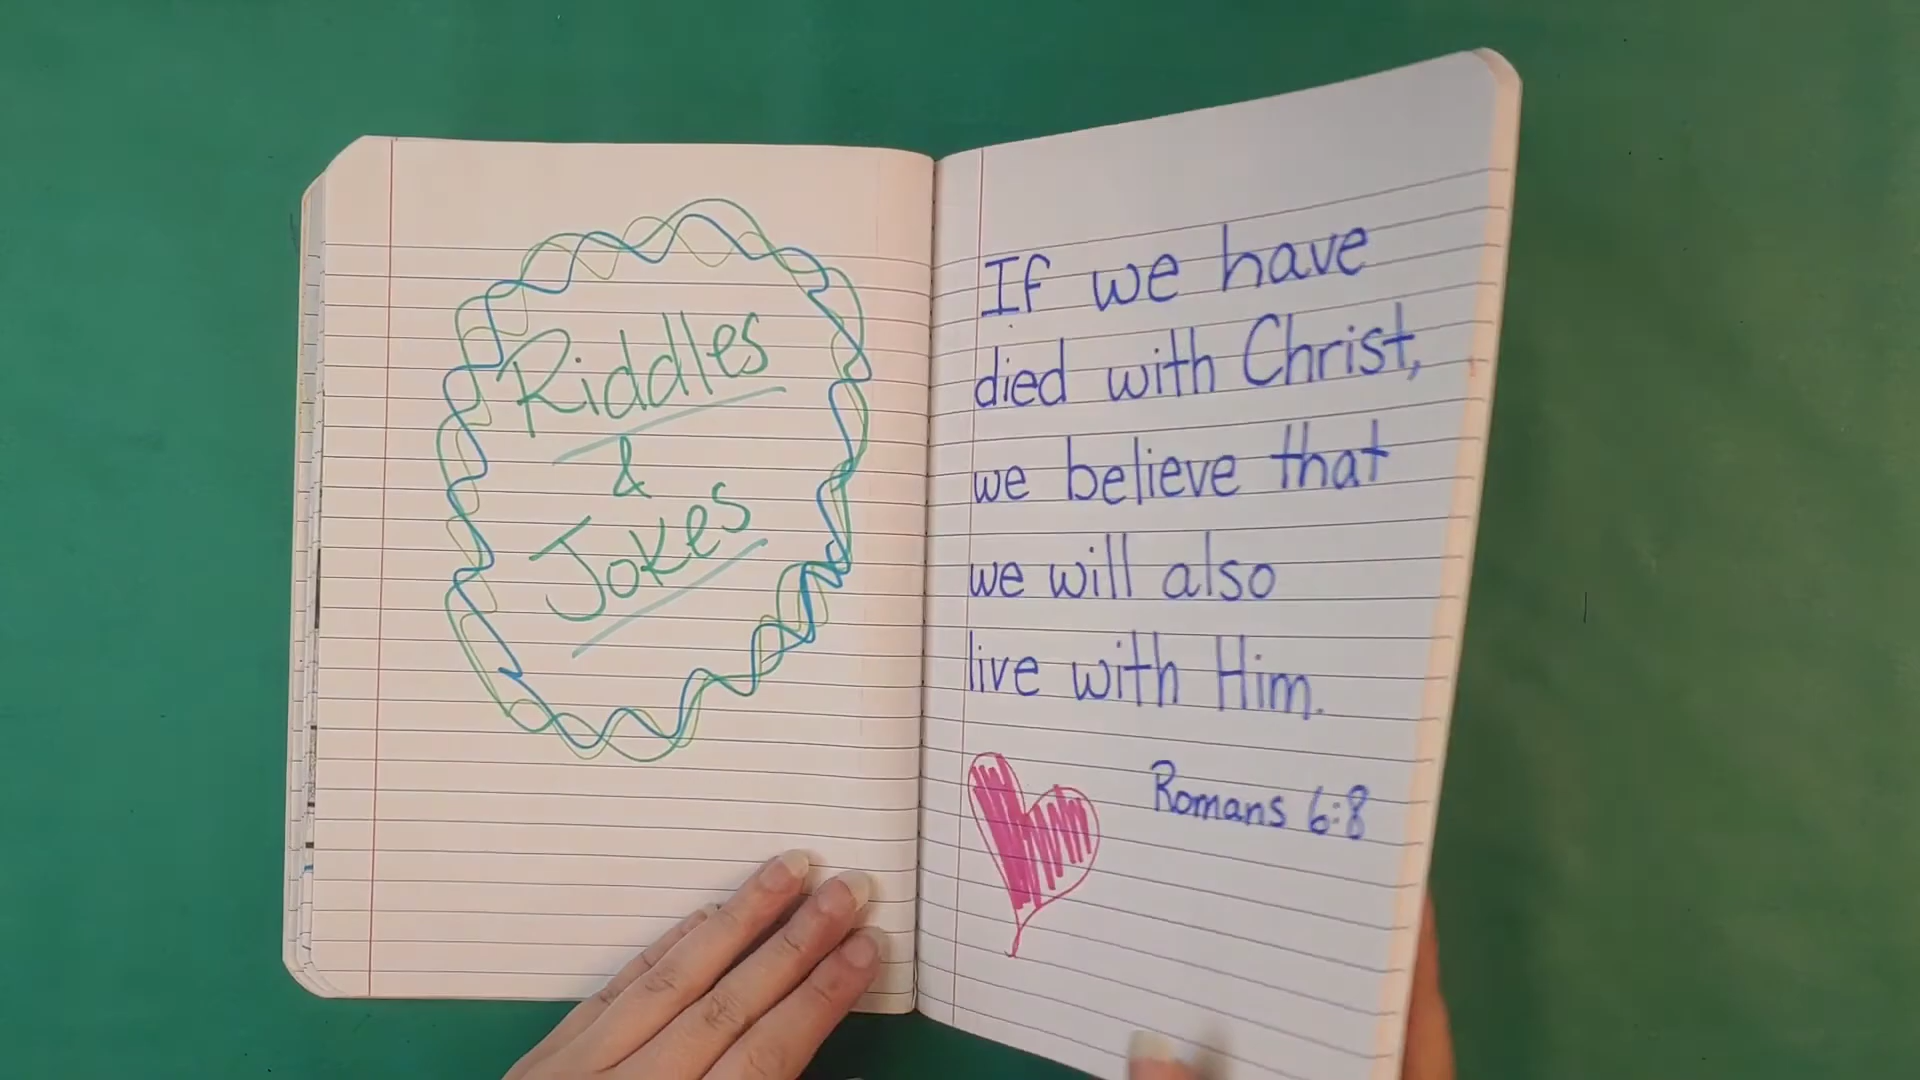 Riddles
&
Jokes
If we have
died with Christ,
we believe that
we will also
live with Him.
Romans 6:8